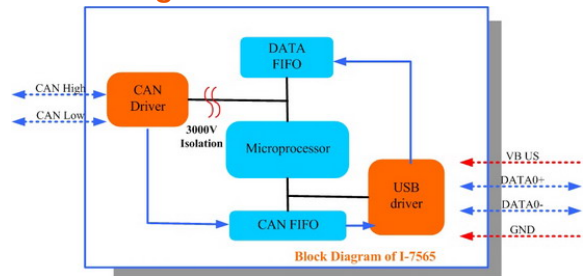 DATA
FIFO
CAN High
CAN
Driver
CAN Low
3000V
Isolation
Microprocessor
VB US
DATA0+
USB
driver
DATA0-
CAN FIFO
GND
Block Diagram of I-7565